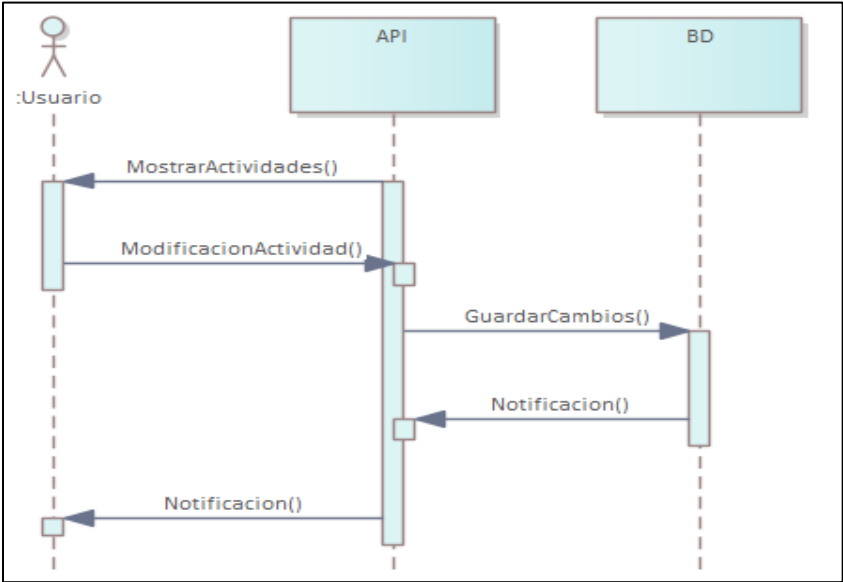 :Usuario
API
BD
MostrarActividades()
ModificacionActividad()
GuardarCambios()
Notificacion()
Notificacion()